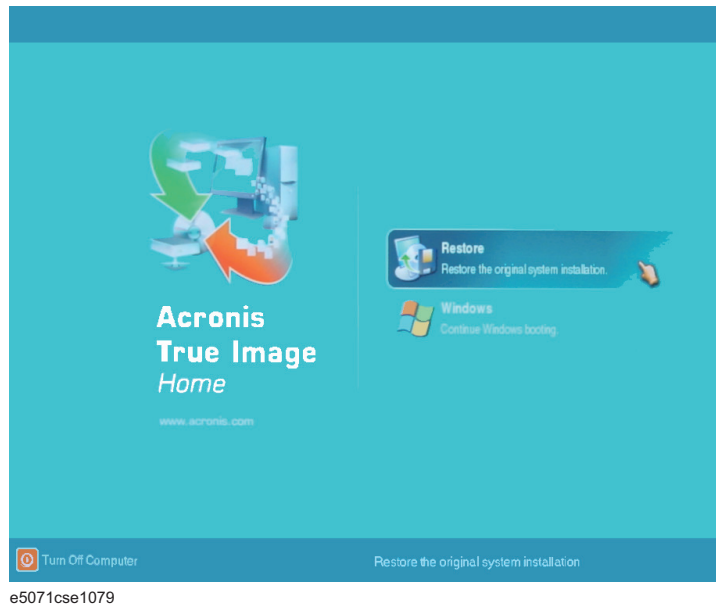 Acronis
True Image
Home
www.acronis.com
Restore
Restore the original system installation.
Windows
Continue Windows booting.
Turn Off Computer
Restore the original system installation
e5071cse1079